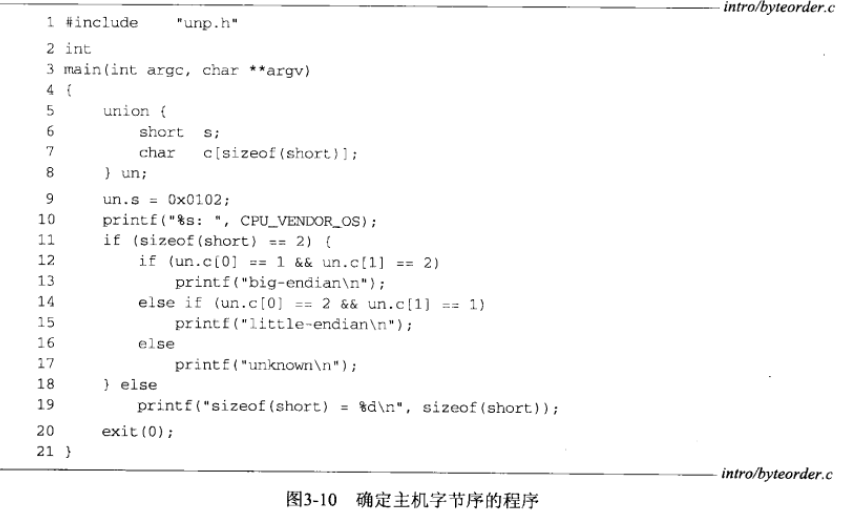 intro/byteorder.c
1 #include    "unp.h"
2 int
3 main(int argc, char **argv)
4 {
5     union {
6         short  s;
7         char   c[sizeof(short)];
8     } un;
9     un.s = 0x0102;
10     printf("%s: ", CPU_VENDOR_OS);
11     if (sizeof(short) == 2) {
12         if (un.c[0] == 1 && un.c[1] == 2)
13             printf("big-endian\n");
14         else if (un.c[0] == 2 && un.c[1] == 1)
15             printf("little-endian\n");
16         else
17             printf("unknown\n");
18     } else
19         printf("sizeof(short) = %d\n", sizeof(short));
20     exit(0);
21 }
intro/byteorder.c
图3-10 确定主机字节序的程序